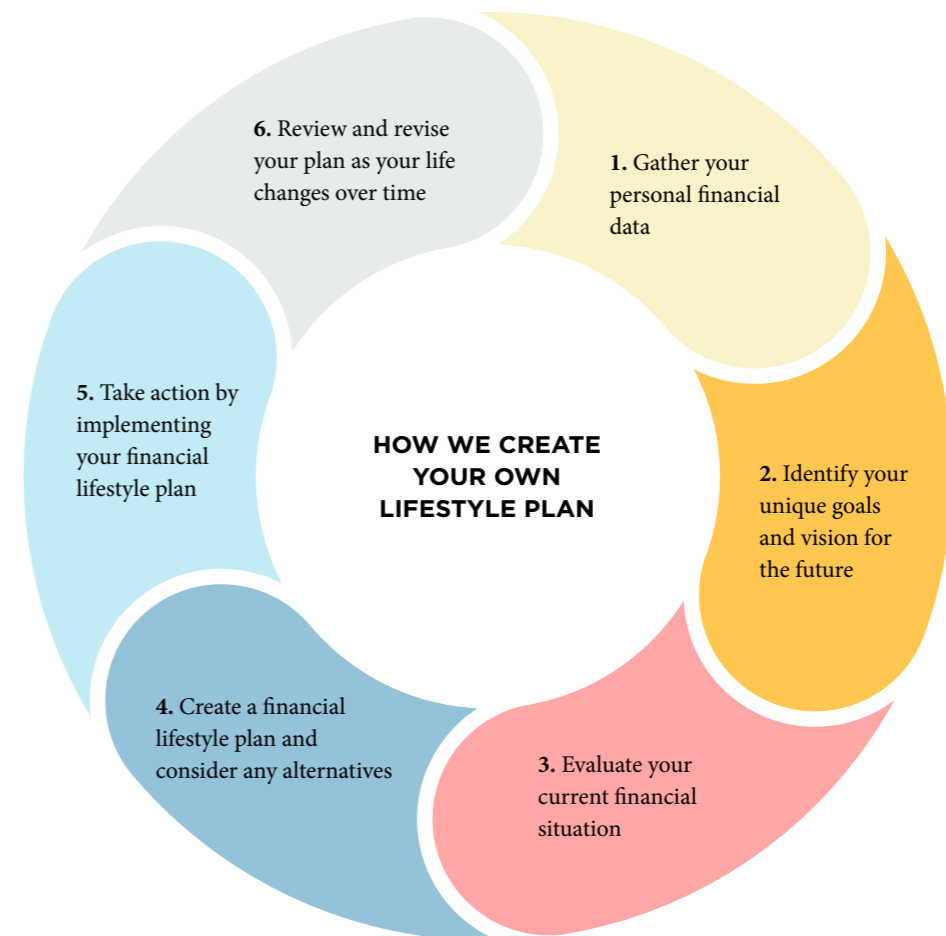 HOW WE CREATE
YOUR OWN
LIFESTYLE PLAN
1. Gather your
personal financial
data
2. Identify your
unique goals
and vision for
the future
3. Evaluate your
current financial
situation
4. Create a financial
lifestyle plan and
consider any alternatives
5. Take action by
implementing
your financial
lifestyle plan
6. Review and revise
your plan as your life
changes over time